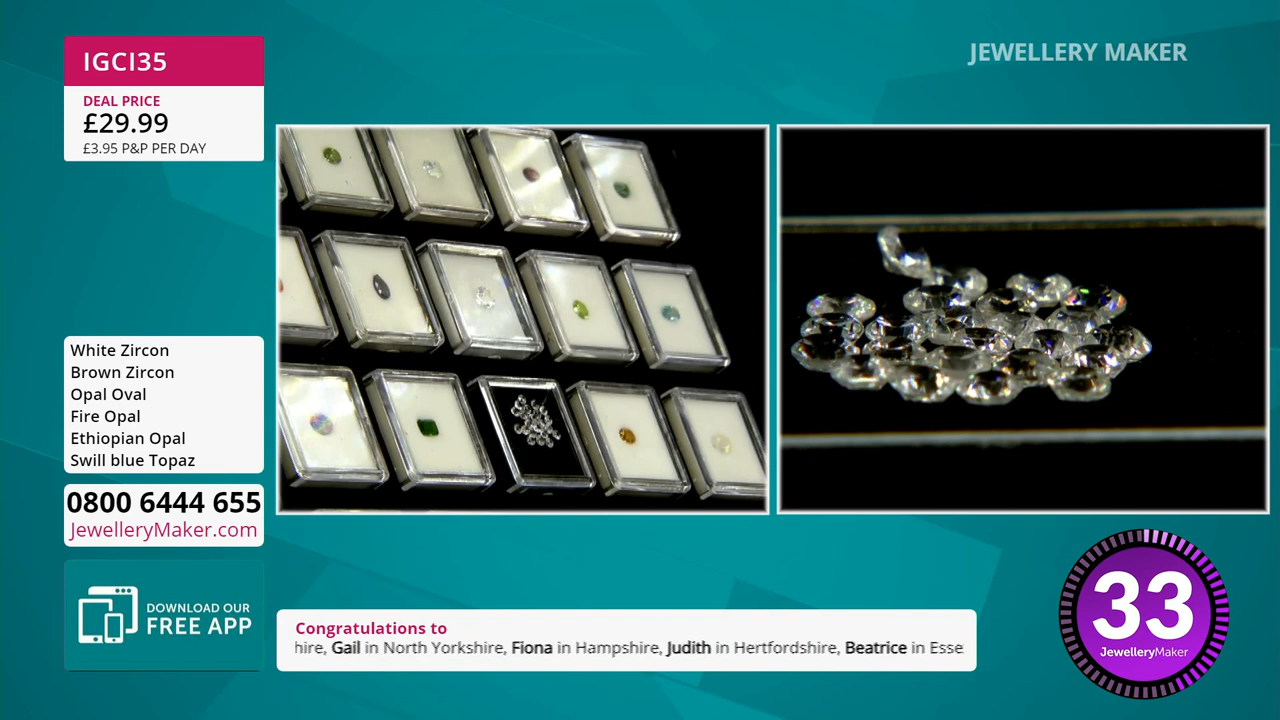 IGCI35
DEAL PRICE
£29.99
£3.95 P&P PER DAY
JEWELLERY MAKER
White Zircon
Brown Zircon
Opal Oval
Fire Opal
Ethiopian Opal
Swill blue Topaz
0800 6444 655
JewelleryMaker.com
DOWNLOAD OUR
FREE APP
Congratulations to
hire, Gail in North Yorkshire, Fiona in Hampshire, Judith in Hertfordshire, Beatrice in Esse
33
JewelleryMaker